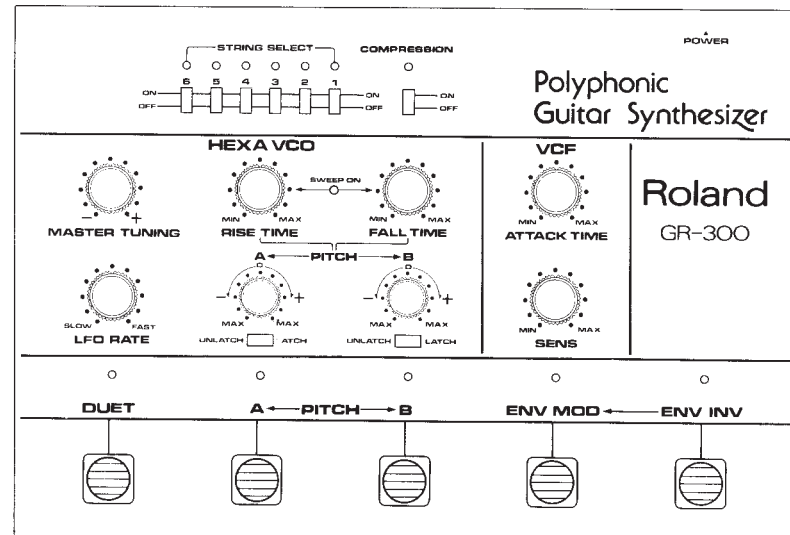 STRING SELECT COMPRESSION POWER
6 5 4 3 2 1
ON ON ON
OFF OFF OFF
Polyphonic
Guitar Synthesizer
HEXA VCO VCF
SWEEP ON
- + MIN MAX MIN MAX MIN MAX
MASTER TUNING RISE TIME FALL TIME ATTACK TIME
Roland
GR-300
A PITCH B
- + - +
SLOW FAST MAX MAX MAX MAX MIN MAX
LFO RATE UNLATCH ATCH UNLATCH LATCH SENS
DUET A PITCH B ENV MOD ENV INV